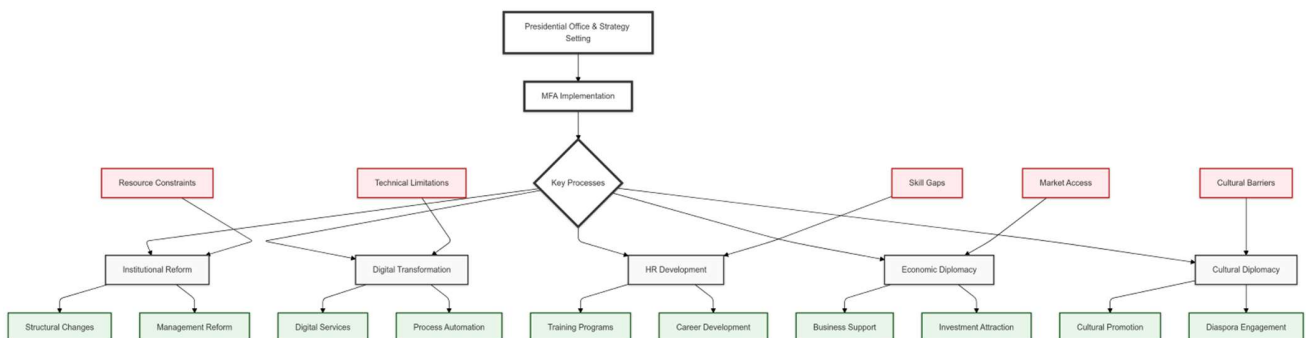 Presidential Office & Strategy
Setting
MFA Implementation
Key Processes
Resource Constraints
Technical Limitations
Skill Gaps
Market Access
Cultural Barriers
Institutional Reform
Digital Transformation
HR Development
Economic Diplomacy
Cultural Diplomacy
Structural Changes
Management Reform
Digital Services
Process Automation
Training Programs
Career Development
Business Support
Investment Attraction
Cultural Promotion
Diaspora Engagement